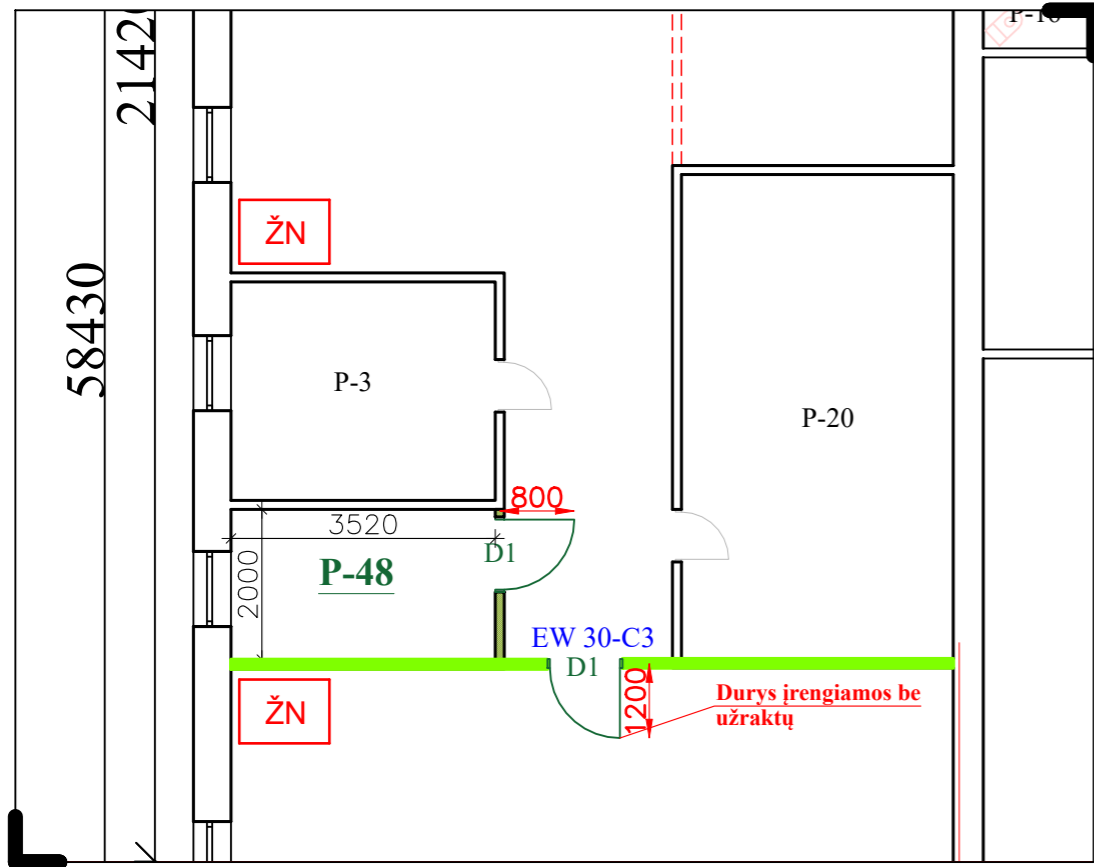 21420
58430
ŽN
P-3
P-20
800
3520
D1
2000
P-48
EW 30-C3
D1
1200
ŽN
Durys įrengiamos be
užraktų